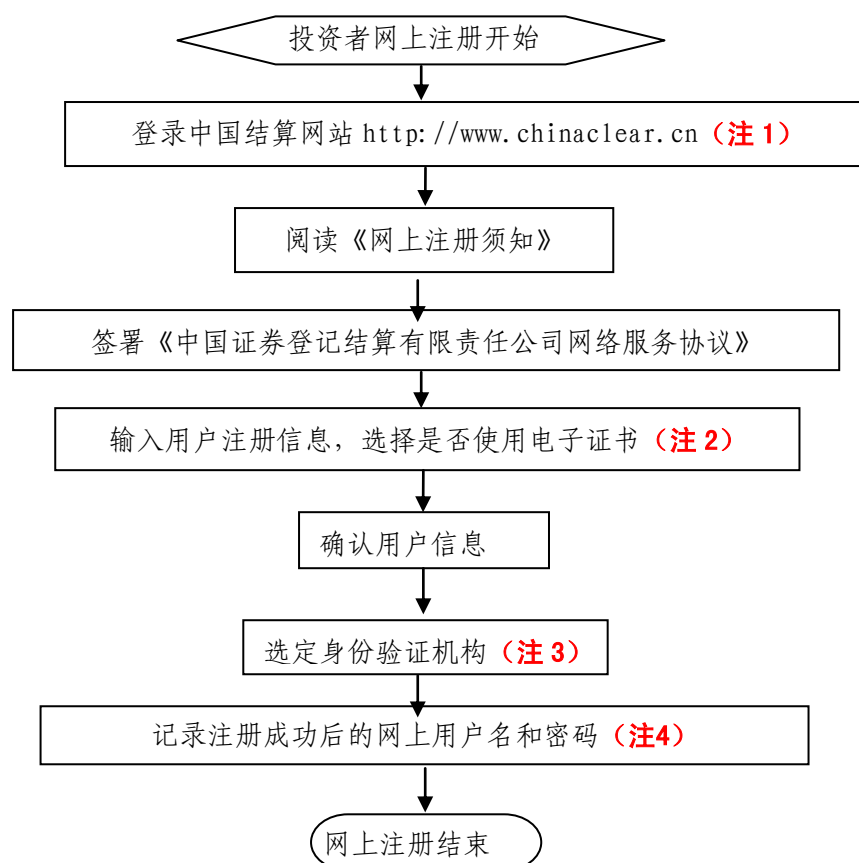 投资者网上注册开始
登录中国结算网站 http://www.chinaclear.cn（注 1）
阅读《网上注册须知》
签署《中国证券登记结算有限责任公司网络服务协议》
输入用户注册信息，选择是否使用电子证书（注 2）
确认用户信息
选定身份验证机构（注 3）
记录注册成功后的网上用户名和密码（注4）
网上注册结束